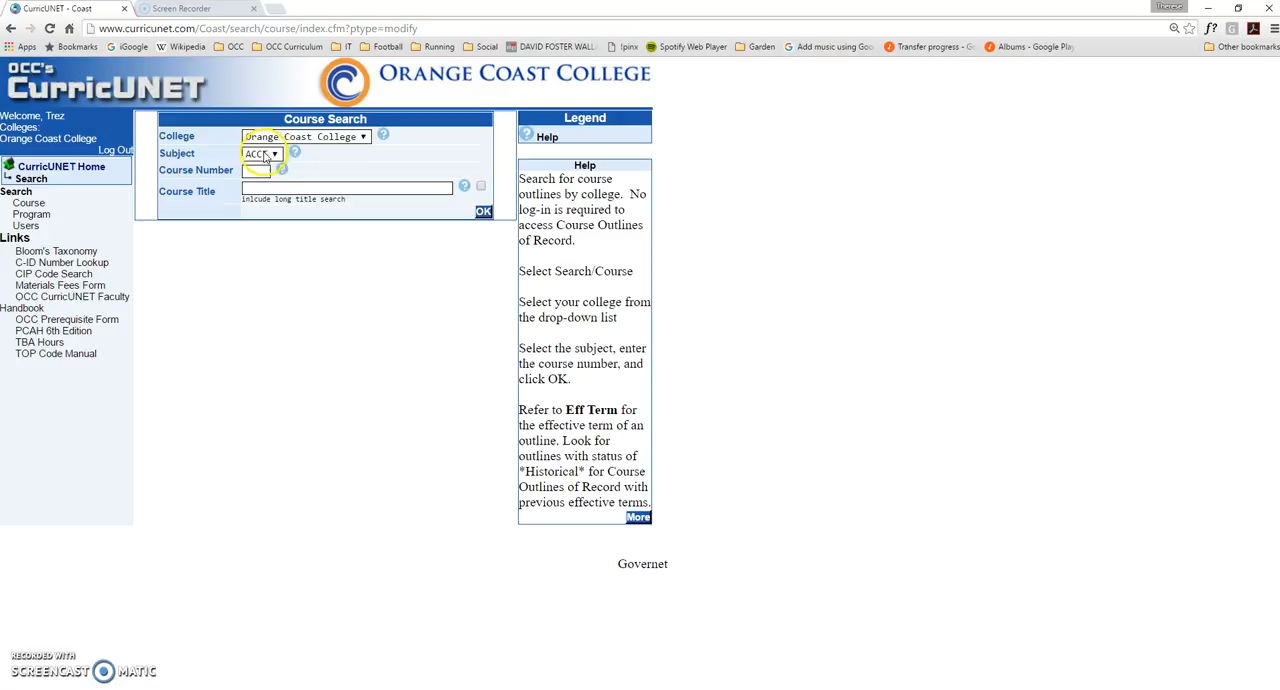 CurricUNET - Coast
Screen Recorder
Therese
www.curricunet.com/Coast/search/course/index.cfm?ptype=modify
Apps Bookmarks iGoogle Wikipedia OCC OCC Curriculum IT Football Running Social DAVID FOSTER WALL !pinx Spotify Web Player Garden Add music using Goo Transfer progress - G Albums - Google Pla Other bookmarks
OCC's
CurricUNET
ORANGE COAST COLLEGE
Welcome, Trez
Colleges:
Orange Coast College
Log Out
CurricUNET Home
Search
Search
Course
Program
Users
Links
Bloom's Taxonomy
C-ID Number Lookup
CIP Code Search
Materials Fees Form
OCC CurricUNET Faculty
Handbook
OCC Prerequisite Form
PCAH 6th Edition
TBA Hours
TOP Code Manual
Course Search
College Orange Coast College
Subject
Course Number
Course Title
inlcude long title search
OK
Legend
Help
Help
Search for course
outlines by college. No
log-in is required to
access Course Outlines
of Record.
Select Search/Course
Select your college from
the drop-down list
Select the subject, enter
the course number, and
click OK.
Refer to Eff Term for
the effective term of an
outline. Look for
outlines with status of
*Historical* for Course
Outlines of Record with
previous effective terms.
More
Governet
RECORDED WITH
SCREENCAST MATIC